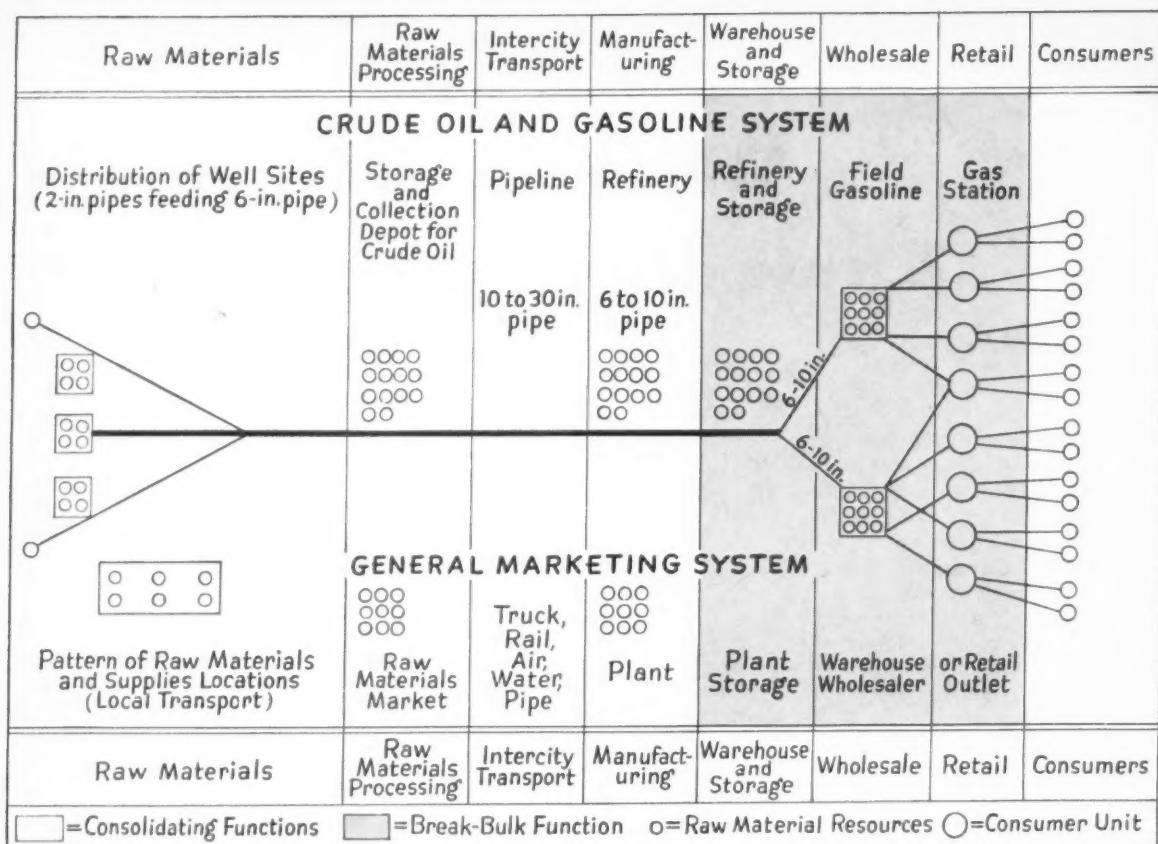 Raw Materials
Raw
Materials
Processing
Intercity
Transport
Manufact-
uring
Warehouse
and
Storage
Wholesale
Retail
Consumers
CRUDE OIL AND GASOLINE SYSTEM
Distribution of Well Sites
(2-in. pipes feeding 6-in. pipe)
Storage
and
Collection
Depot for
Crude Oil
Pipeline
10 to 30 in.
pipe
Refinery
6 to 10 in.
pipe
Refinery
and
Storage
Field
Gasoline
Gas
Station
6-10 in.
6-10 in.
GENERAL MARKETING SYSTEM
Pattern of Raw Materials
and Supplies Locations
(Local Transport)
Raw
Materials
Market
Truck,
Rail,
Air,
Water,
Pipe
Plant
Plant
Storage
Warehouse
Wholesaler
or Retail
Outlet
Raw Materials
Raw
Materials
Processing
Intercity
Transport
Manufact-
uring
Warehouse
and
Storage
Wholesale
Retail
Consumers
=Consolidating Functions
=Break-Bulk Function
=Raw Material Resources
=Consumer Unit